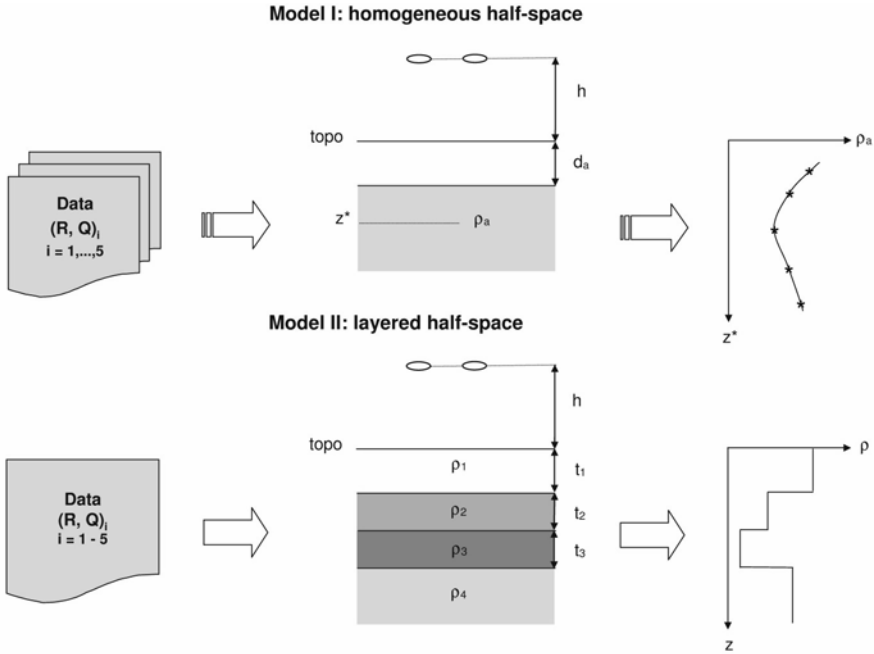 Model I: homogeneous half-space
h
topo
ρa
da
Data
(R, Q)i
i = 1,...,5
z*
ρa
z*
Model II: layered half-space
h
topo
ρ
ρ1
t1
Data
(R, Q)i
i = 1 - 5
ρ2
t2
ρ3
t3
ρ4
z